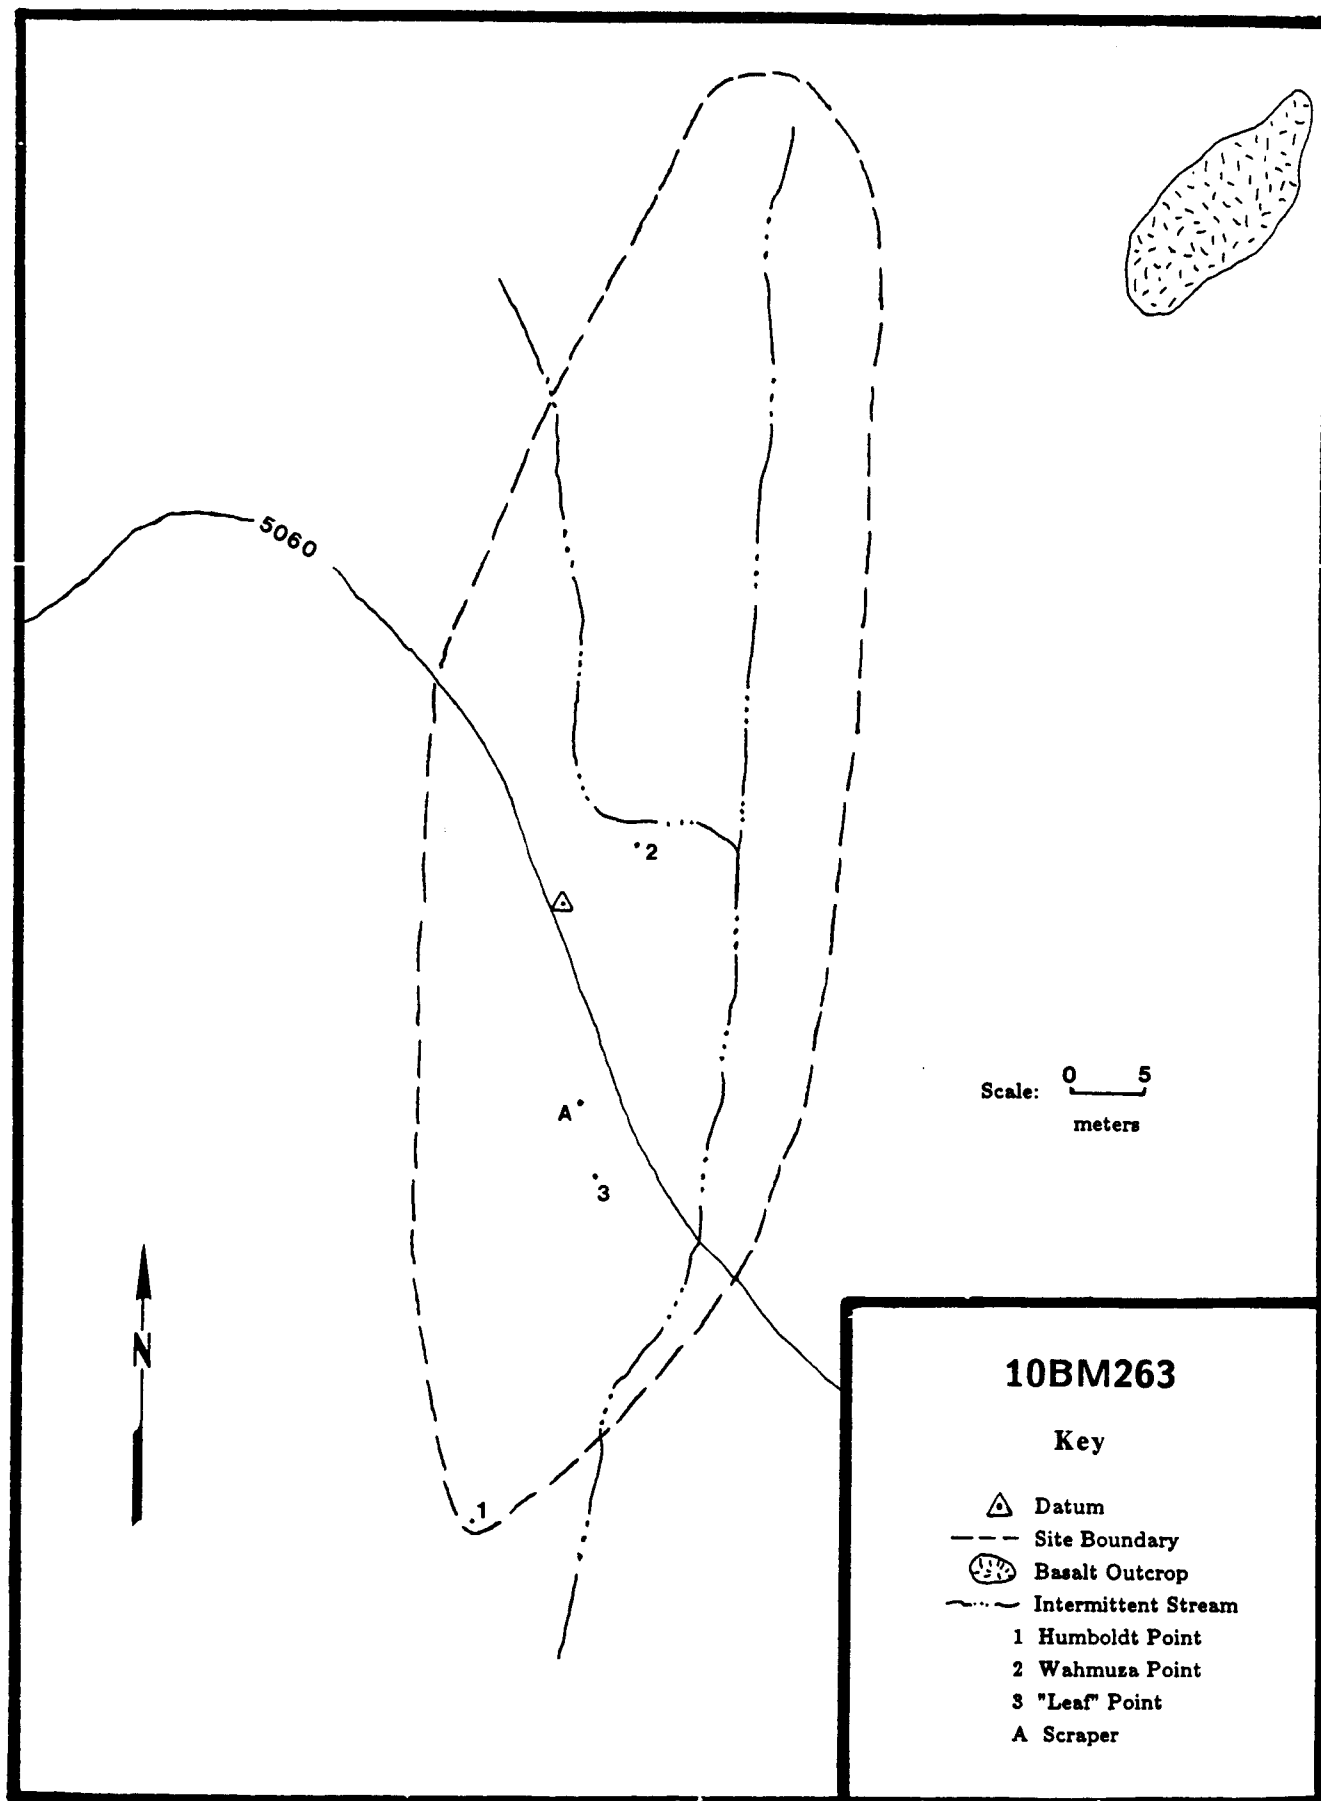 5060
2
A
3
Scale: 0 5
meters
N
1
10BM263
Key
Datum
Site Boundary
Basalt Outcrop
Intermittent Stream
1 Humboldt Point
2 Wahmuza Point
3 "Leaf" Point
A Scraper